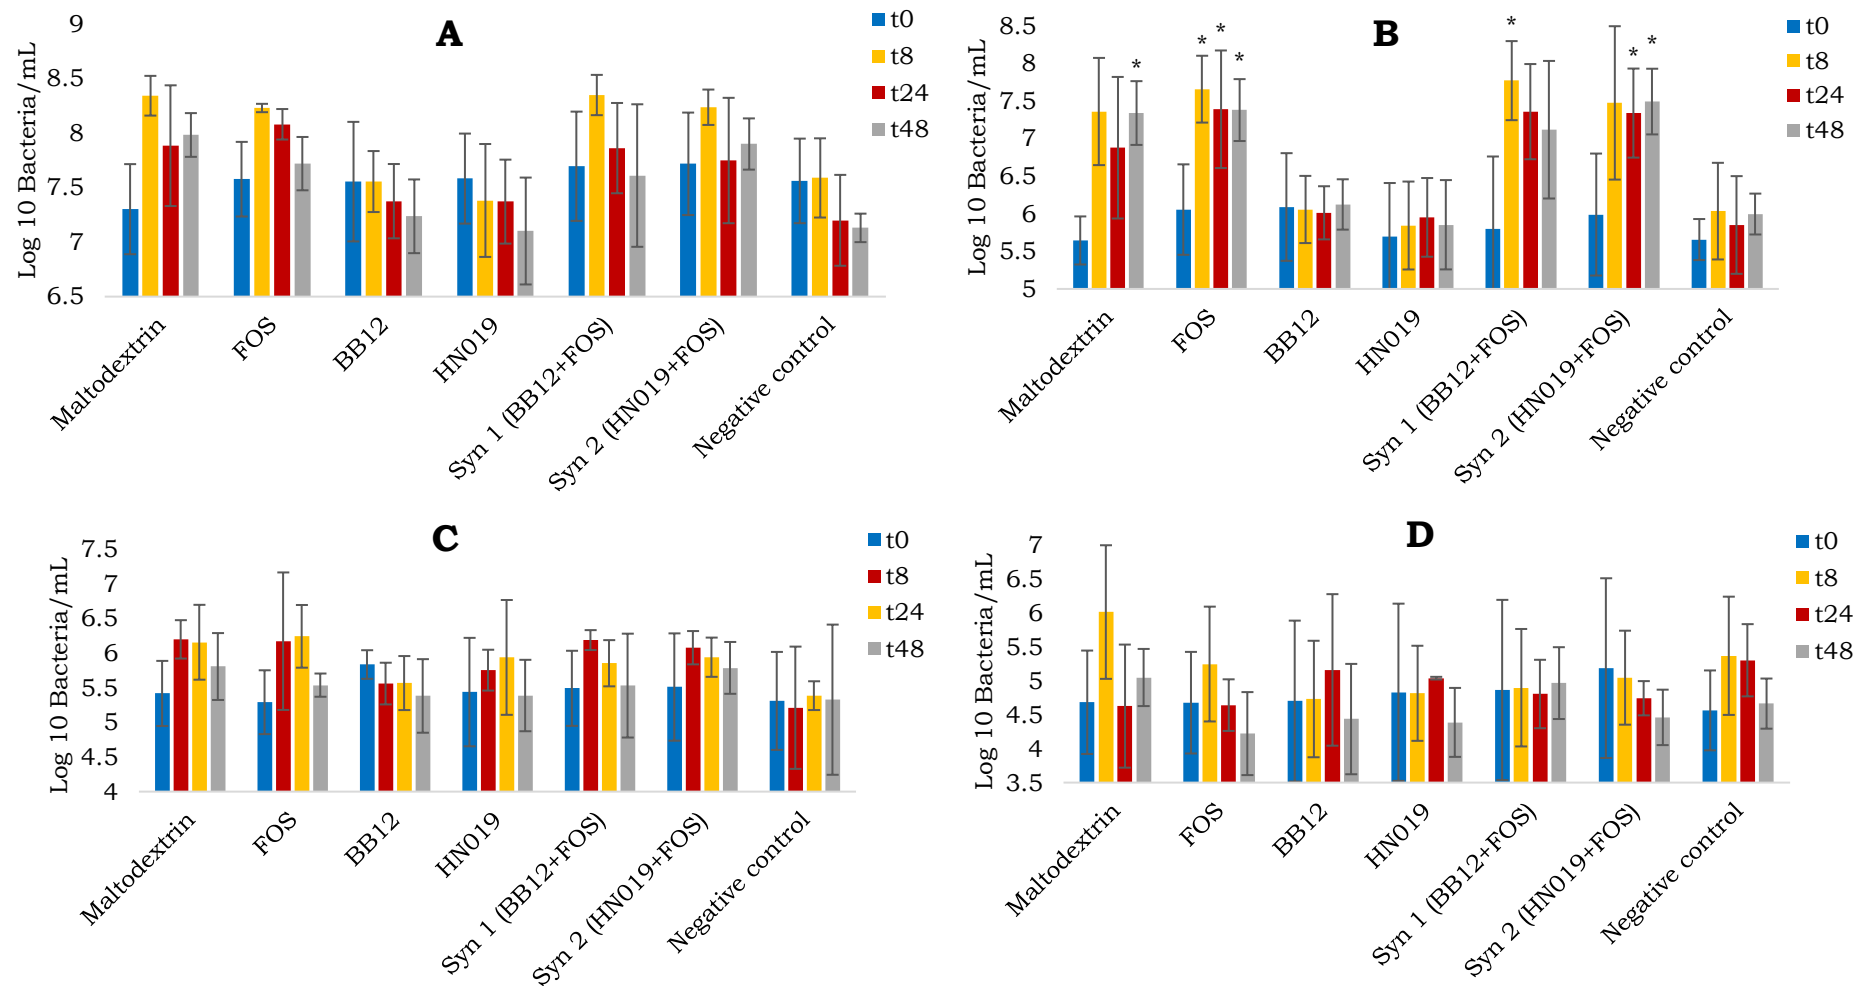 A
Log 10 Bacteria/mL
9
8.5
8
7.5
7
6.5
Maltodextrin
FOS
BB12
HN019
Syn 1 (BB12+FOS)
Syn 2 (HN019+FOS)
Negative control
t0
t8
t24
t48
B
Log 10 Bacteria/mL
8.5
8
7.5
7
6.5
6
5.5
5
*
*
*
*
*
*
*
Maltodextrin
FOS
BB12
HN019
Syn 1 (BB12+FOS)
Syn 2 (HN019+FOS)
Negative control
t0
t8
t24
t48
C
Log 10 Bacteria/mL
7.5
7
6.5
6
5.5
5
4.5
4
Maltodextrin
FOS
BB12
HN019
Syn 1 (BB12+FOS)
Syn 2 (HN019+FOS)
Negative control
t0
t8
t24
t48
D
Log 10 Bacteria/mL
7
6.5
6
5.5
5
4.5
4
3.5
Maltodextrin
FOS
BB12
HN019
Syn 1 (BB12+FOS)
Syn 2 (HN019+FOS)
Negative control
t0
t8
t24
t48